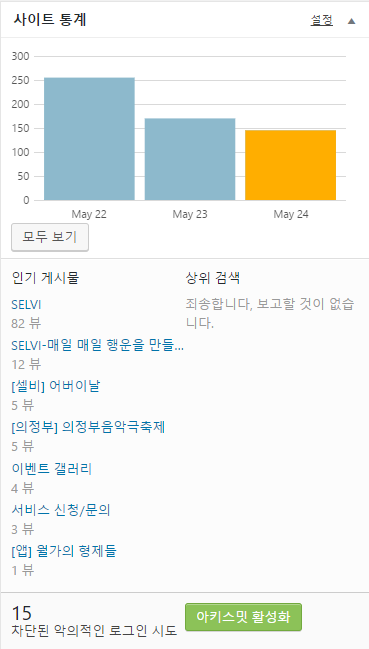 사이트 통계
설정
300
250
200
150
100
50
0
May 22
May 23
May 24
모두 보기
인기 게시물
SELVI
82 뷰
SELVI-매일 매일 행운을 만들...
12 뷰
[셀비] 어버이날
5 뷰
[의정부] 의정부음악극축제
5 뷰
이벤트 갤러리
4 뷰
서비스 신청/문의
3 뷰
[앱] 월가의 형제들
1 뷰
상위 검색
죄송합니다, 보고할 것이 없습
니다.
15
차단된 악의적인 로그인 시도
아키스밋 활성화